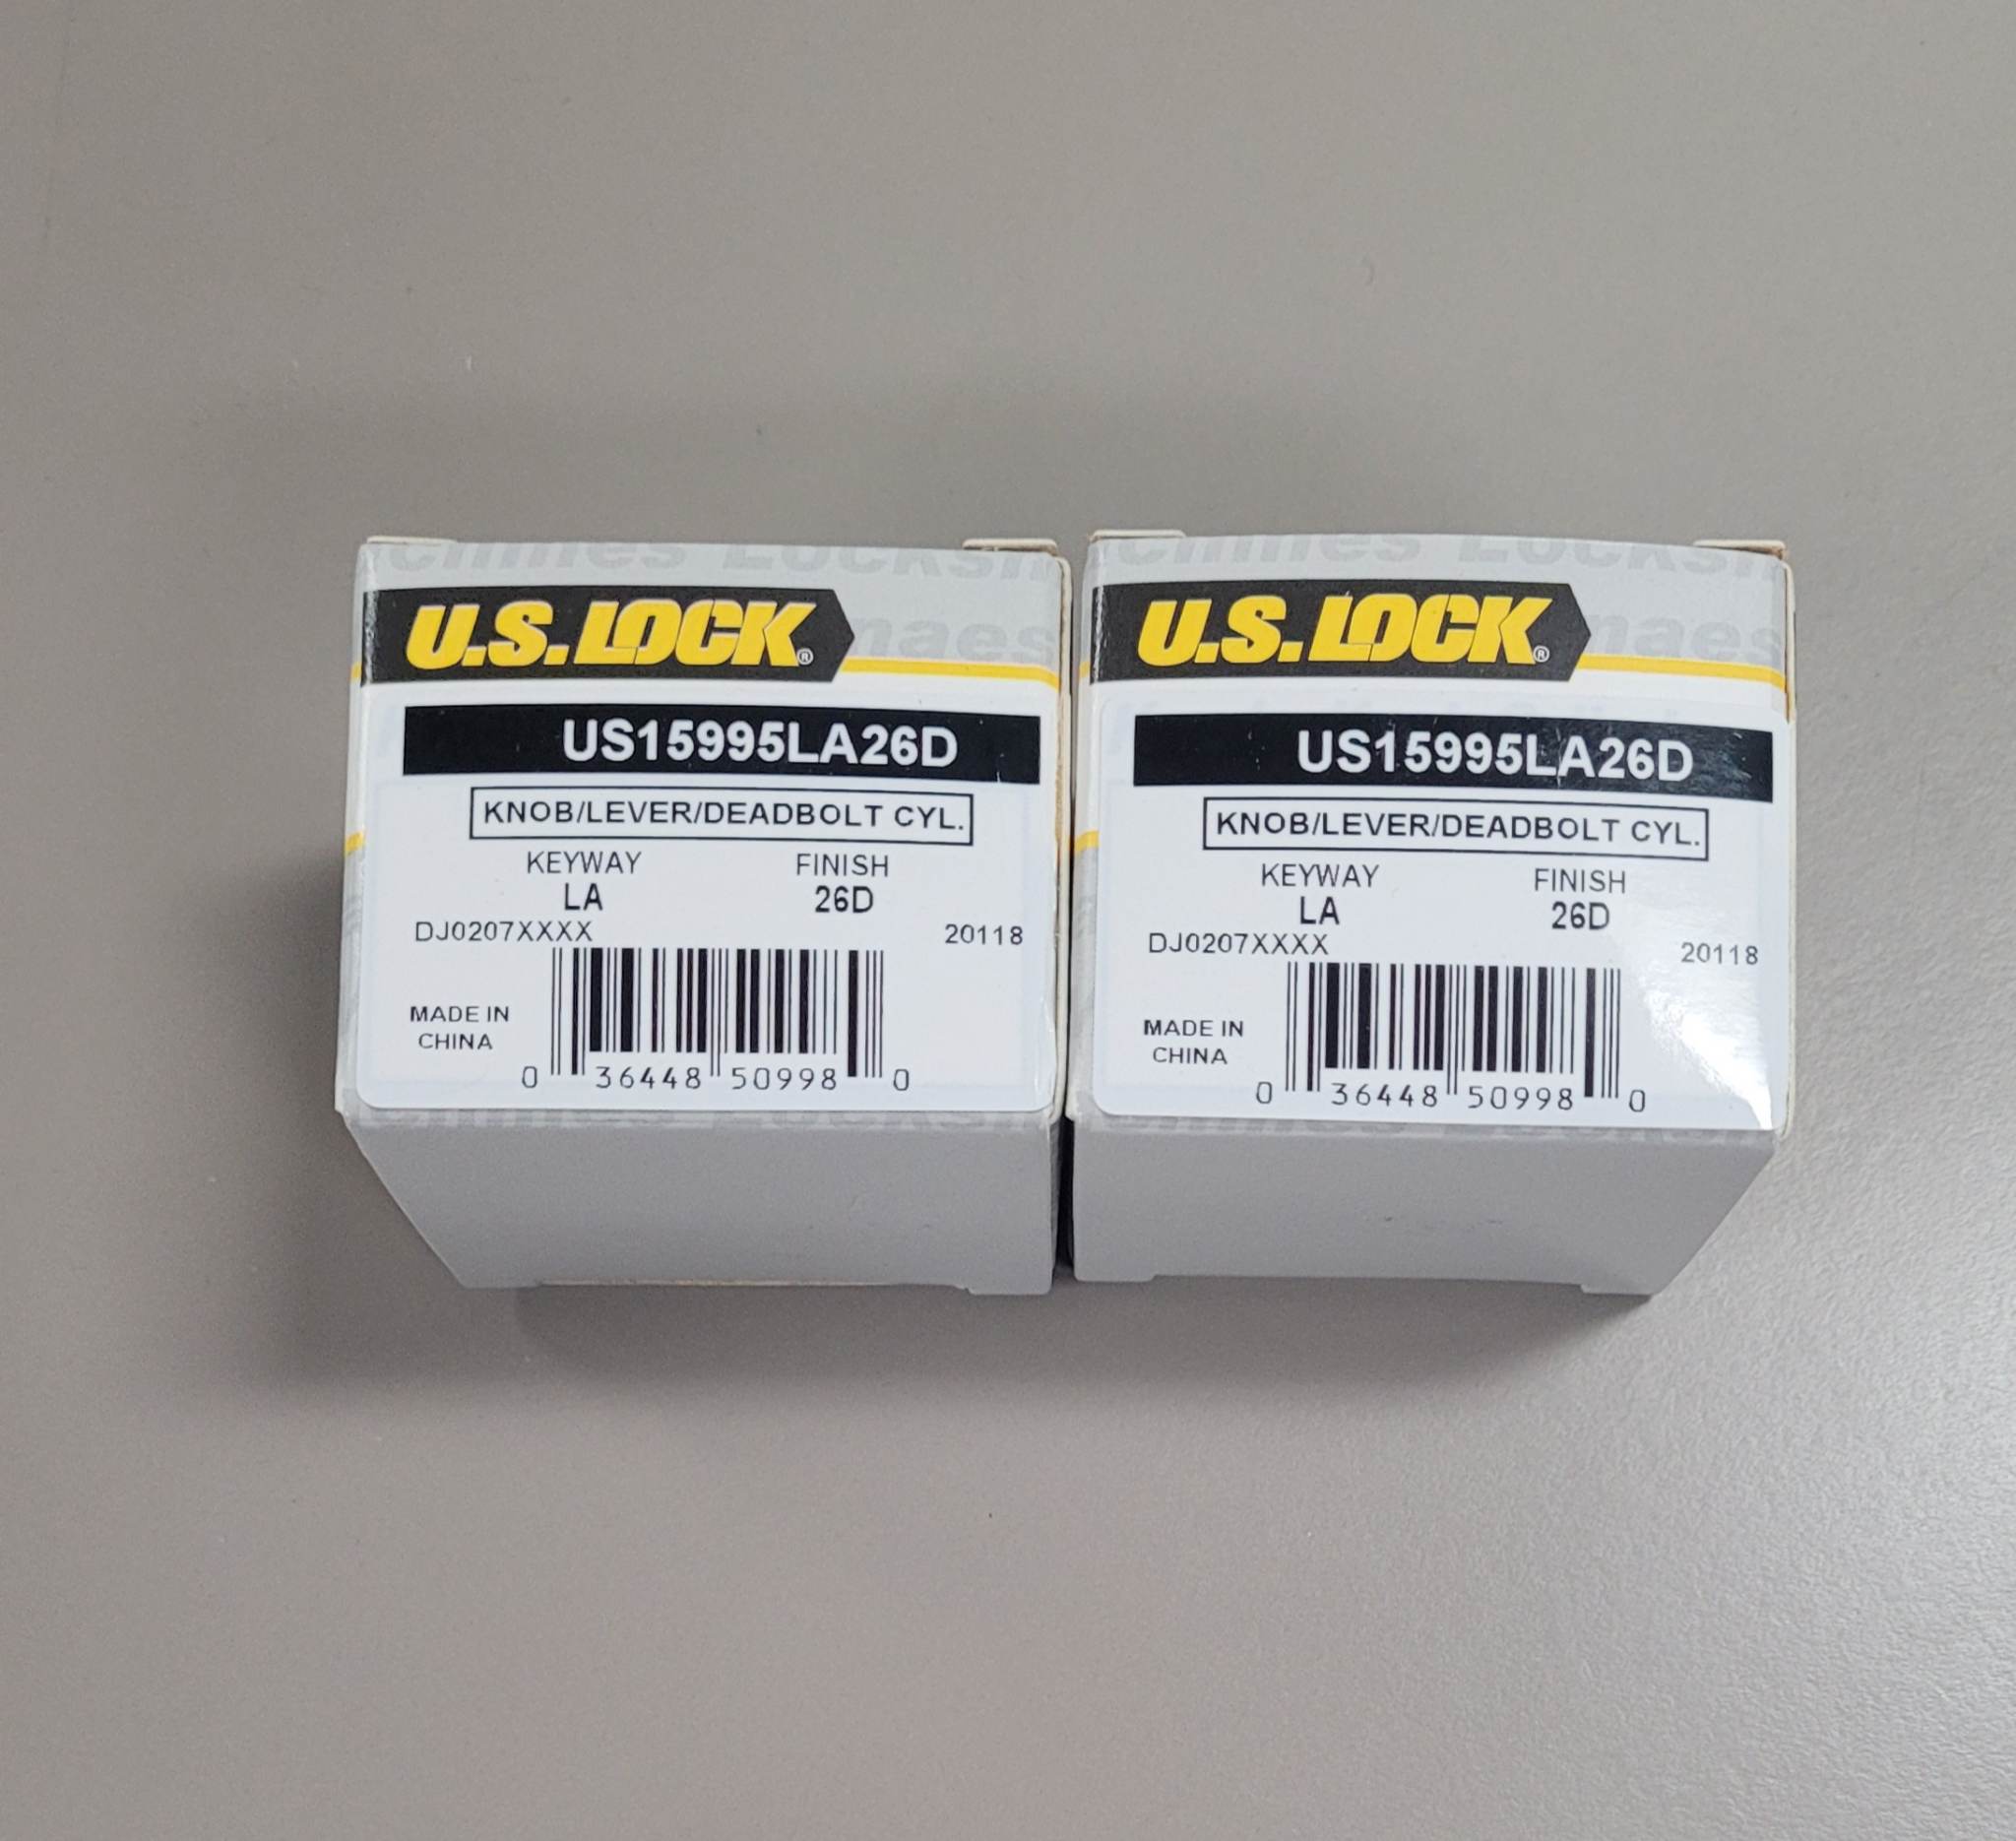 U.S. LOCK®
US15995LA26D
KNOB/LEVER/DEADBOLT CYL.
KEYWAY FINISH
LA 26D
DJ0207XXXX 20118
MADE IN
CHINA
0 36448 50998 0
U.S. LOCK®
US15995LA26D
KNOB/LEVER/DEADBOLT CYL.
KEYWAY FINISH
LA 26D
DJ0207XXXX 20118
MADE IN
CHINA
0 36448 50998 0